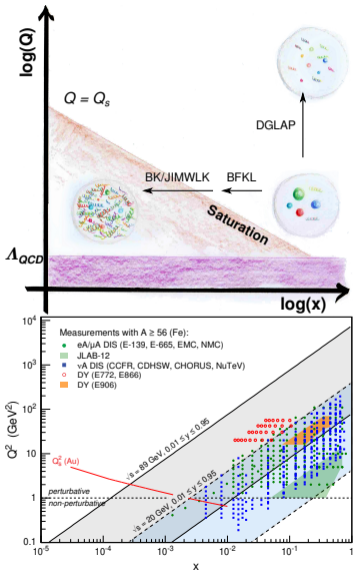 log(Q)
Q = Qs
DGLAP
BK/JIMWLK
BFKL
Saturation
ΛQCD
log(x)
Q² (GeV²)
10⁴
10³
10²
10
1
0.1
Measurements with A ≥ 56 (Fe):
eA/μA DIS (E-139, E-665, EMC, NMC)
JLAB-12
νA DIS (CCFR, CDHSW, CHORUS, NuTeV)
DY (E772, E866)
DY (E906)
√s = 89 GeV, 0.01 ≤ y ≤ 0.95
Q²s (Au)
√s = 20 GeV, 0.01 ≤ y ≤ 0.95
perturbative
non-perturbative
10⁻⁵
10⁻⁴
10⁻³
10⁻²
10⁻¹
1
x